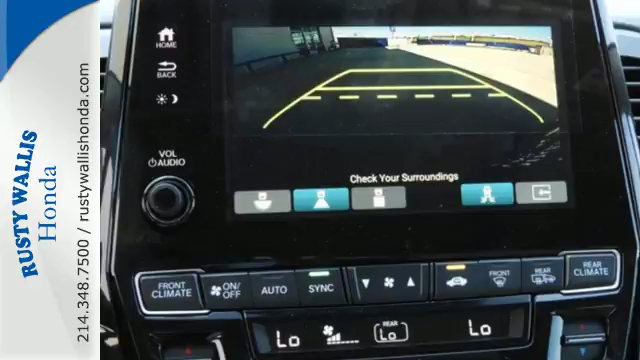 RUSTY WALLIS
Honda
214.348.7500 / rustywallishonda.com
HOME
BACK
VOL
AUDIO
Check Your Surroundings
FRONT
CLIMATE
ON/
OFF
AUTO
SYNC
FRONT
REAR
REAR
CLIMATE
Lo
REAR
Lo
Lo